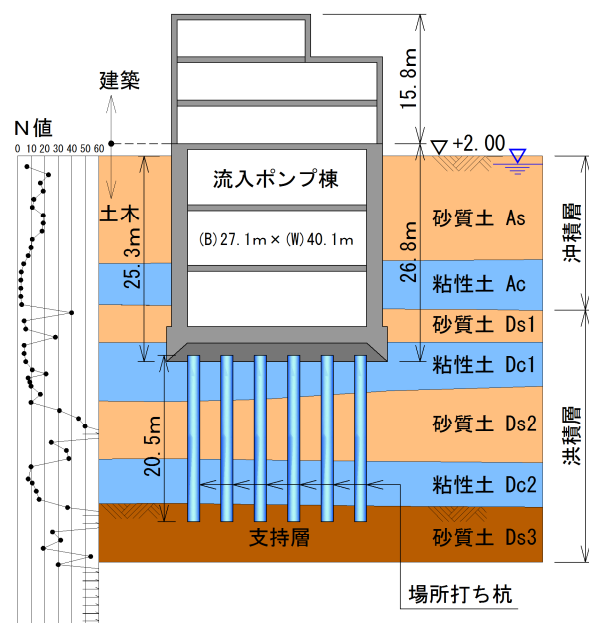 15.8m
建築
N値
0 10 20 30 40 50 60
+2.00
流入ポンプ棟
土木
砂質土 As
沖積層
(B)27.1m×(W)40.1m
25.3m
26.8m
粘性土 Ac
砂質土 Ds1
粘性土 Dc1
20.5m
砂質土 Ds2
洪積層
粘性土 Dc2
支持層
砂質土 Ds3
場所打ち杭